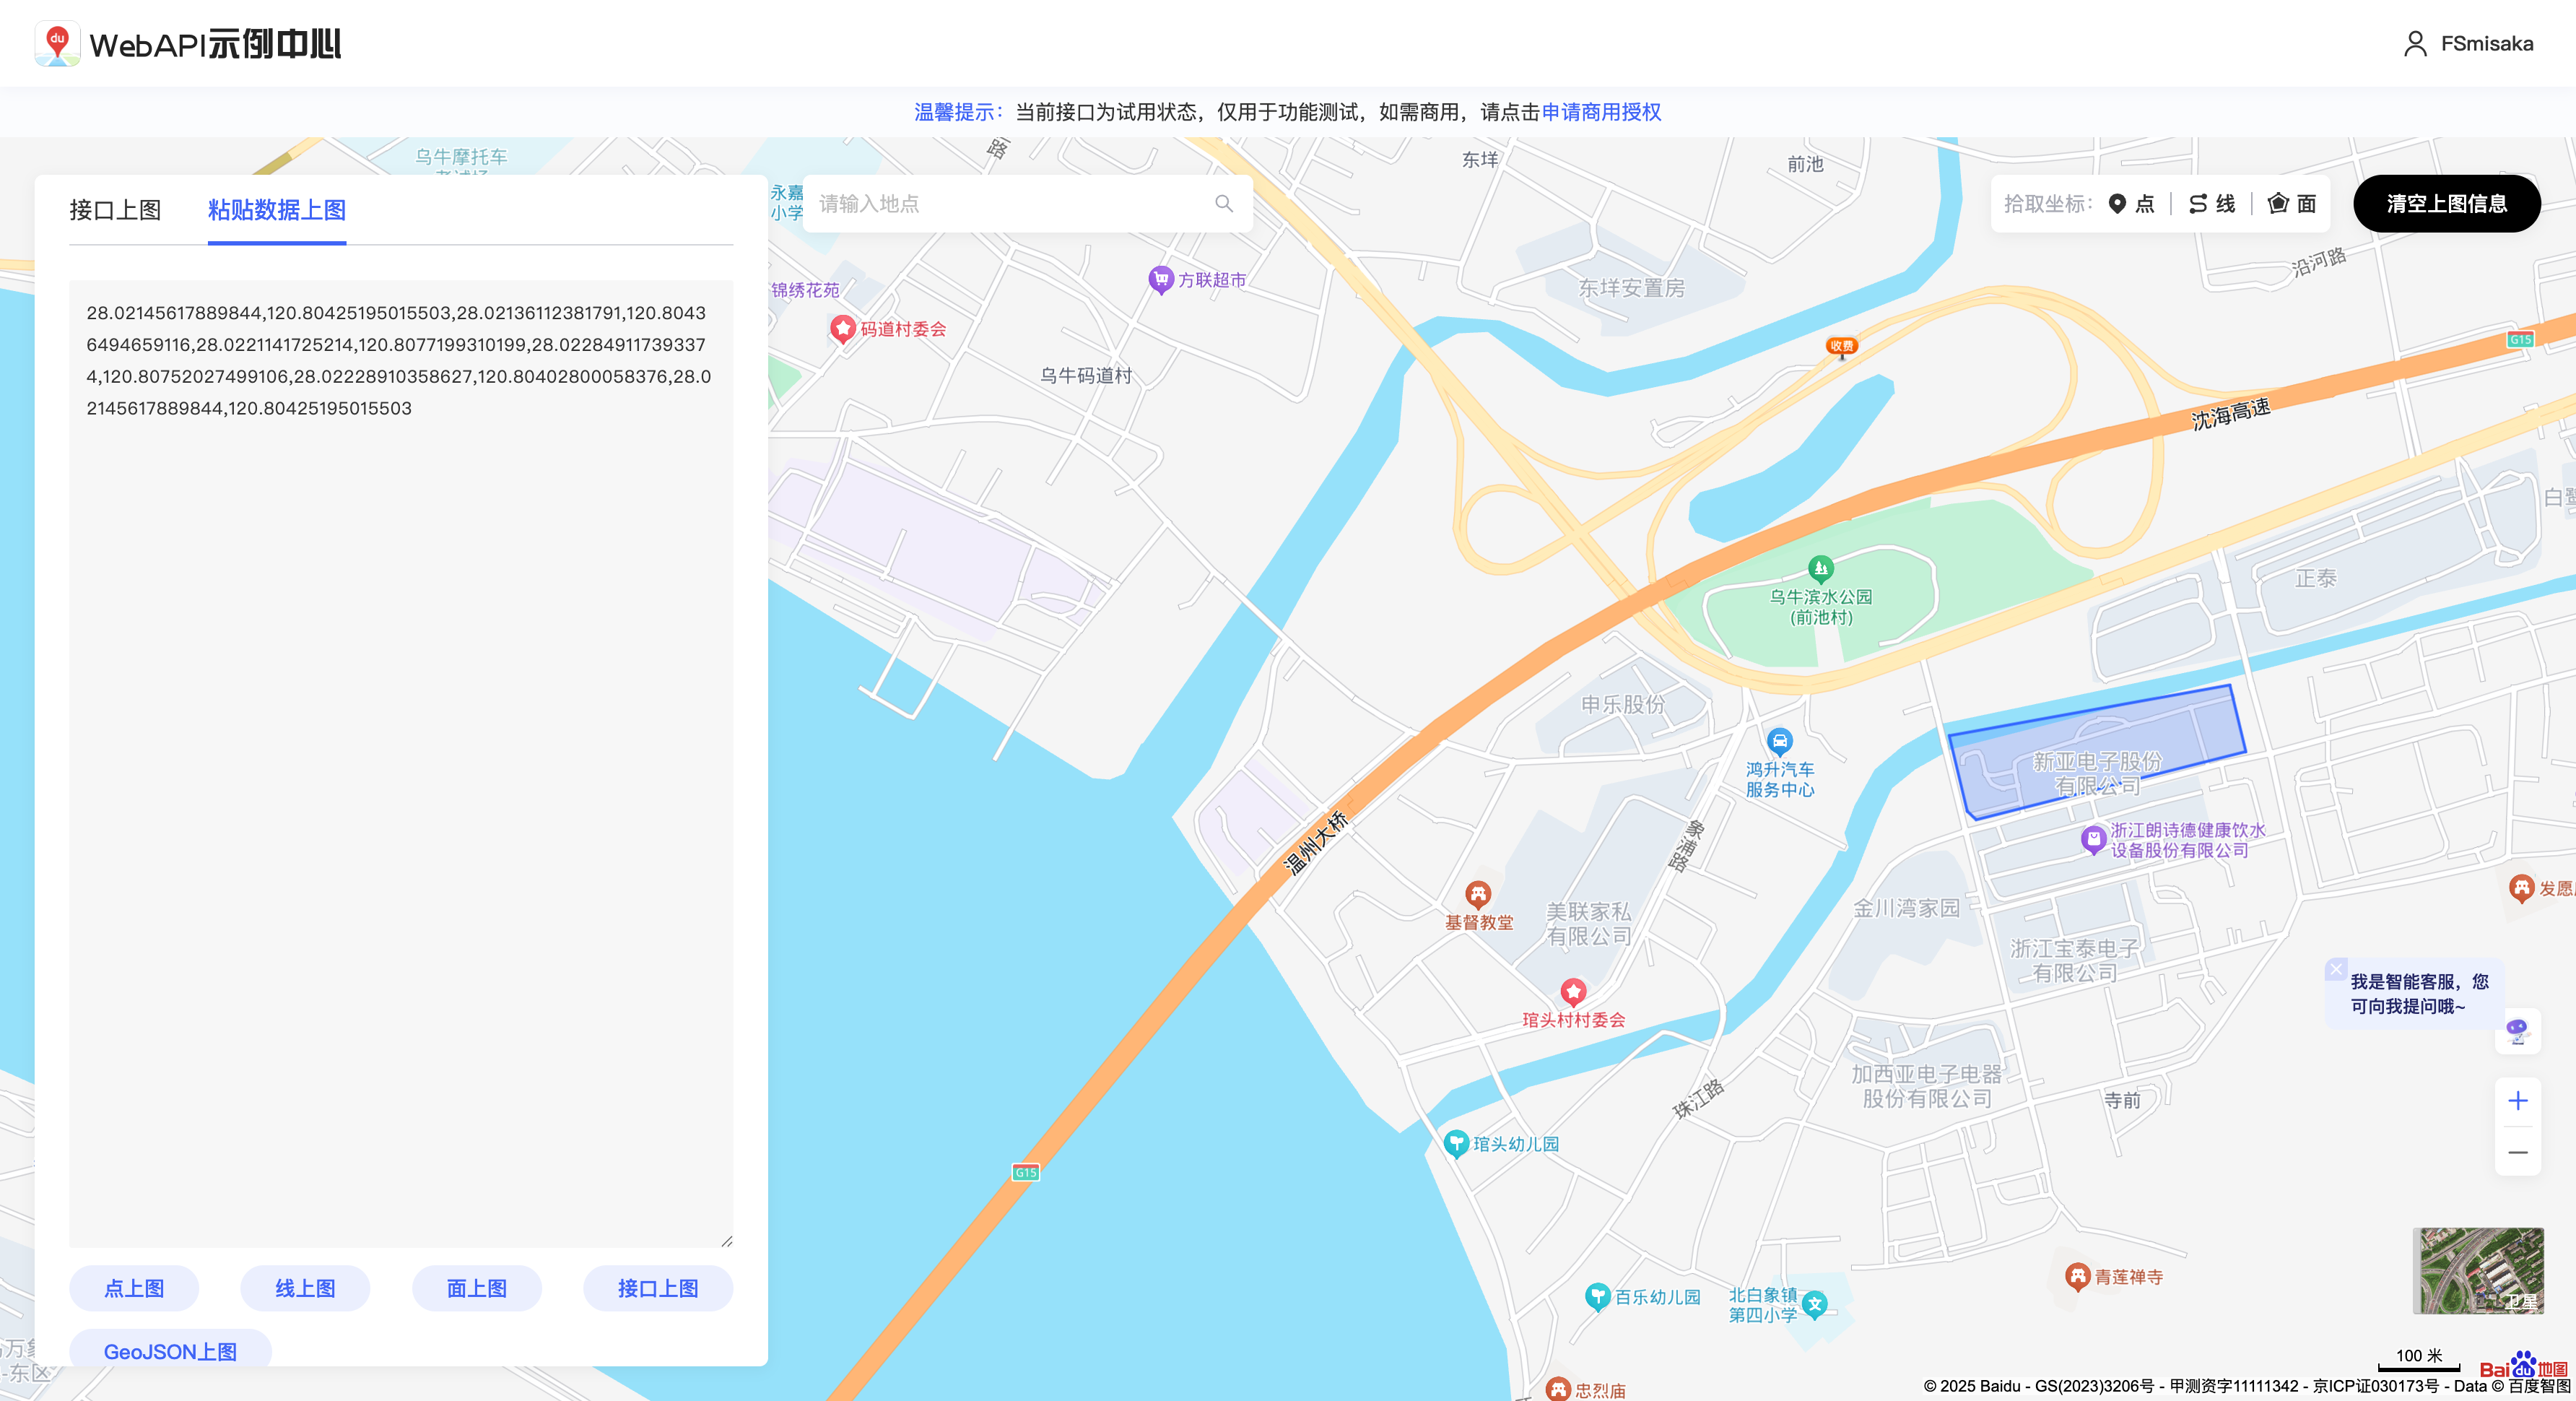 du WebAPI示例中心
FSmisaka
温馨提示：当前接口为试用状态，仅用于功能测试，如需商用，请点击申请商用授权
接口上图
粘贴数据上图
28.02145617889844,120.80425195015503,28.02136112381791,120.8043
6494659116,28.0221141725214,120.8077199310199,28.02284911739337
4,120.80752027499106,28.02228910358627,120.80402800058376,28.0
2145617889844,120.80425195015503
点上图
线上图
面上图
接口上图
GeoJSON上图
请输入地点
拾取坐标： 点 线 面
清空上图信息
乌牛摩托车
永嘉
小学
路
东垟
前池
沿河路
方联超市
锦绣花苑
码道村委会
乌牛码道村
东垟安置房
收费
G15
沈海高速
乌牛滨水公园
(前池村)
正泰
申乐股份
鸿升汽车
服务中心
新亚电子股份
有限公司
浙江朗诗德健康饮水
设备股份有限公司
温州大桥
象浦路
基督教堂
美联家私
有限公司
金川湾家园
浙江宝泰电子
有限公司
发愿
琯头村村委会
我是智能客服，您
可向我提问哦~
加西亚电子电器
股份有限公司
寺前
珠江路
琯头幼儿园
G15
青莲禅寺
百乐幼儿园
北白象镇
第四小学
文
卫星
忠烈庙
-东区
100 米
Bai du 地图
© 2025 Baidu - GS(2023)3206号 - 甲测资字11111342 - 京ICP证030173号 - Data © 百度智图